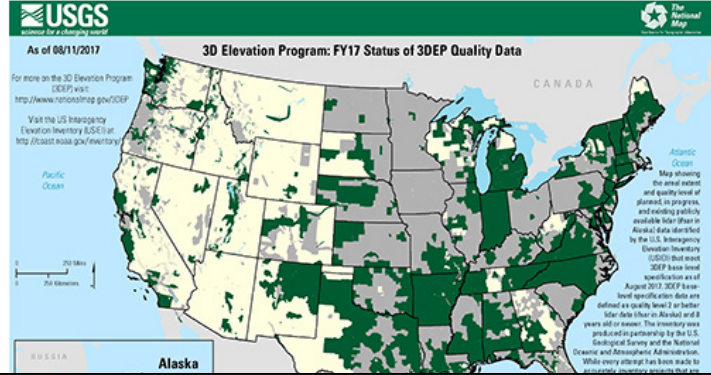 USGS
science for a changing world
The
National
Map
As of 08/11/2017
3D Elevation Program: FY17 Status of 3DEP Quality Data
For more on the 3D Elevation Program
(3DEP) visit:
http://www.nationalmap.gov/3DEP
Visit the US Interagency
Elevation Inventory (USIEI) at:
http://coast.noaa.gov/inventory/
CANADA
Pacific
Ocean
Atlantic
Ocean
250 Miles
250 Kilometers
Map showing
the areal extent
and quality level of
planned, in progress,
and existing publicly
available lidar (ifsar in
Alaska) data identified
by the U.S. Interagency
Elevation Inventory
(USIEI) that meet
3DEP base level
specification as of
August 2017. 3DEP base-
level specification data are
defined as quality level 2 or better
lidar data (ifsar in Alaska) and 8
years old or newer. The inventory was
produced in partnership by the U.S.
Geological Survey and the National
Oceanic and Atmospheric Administration.
While every attempt has been made to
accurately inventory projects that are
RUSSIA
Alaska